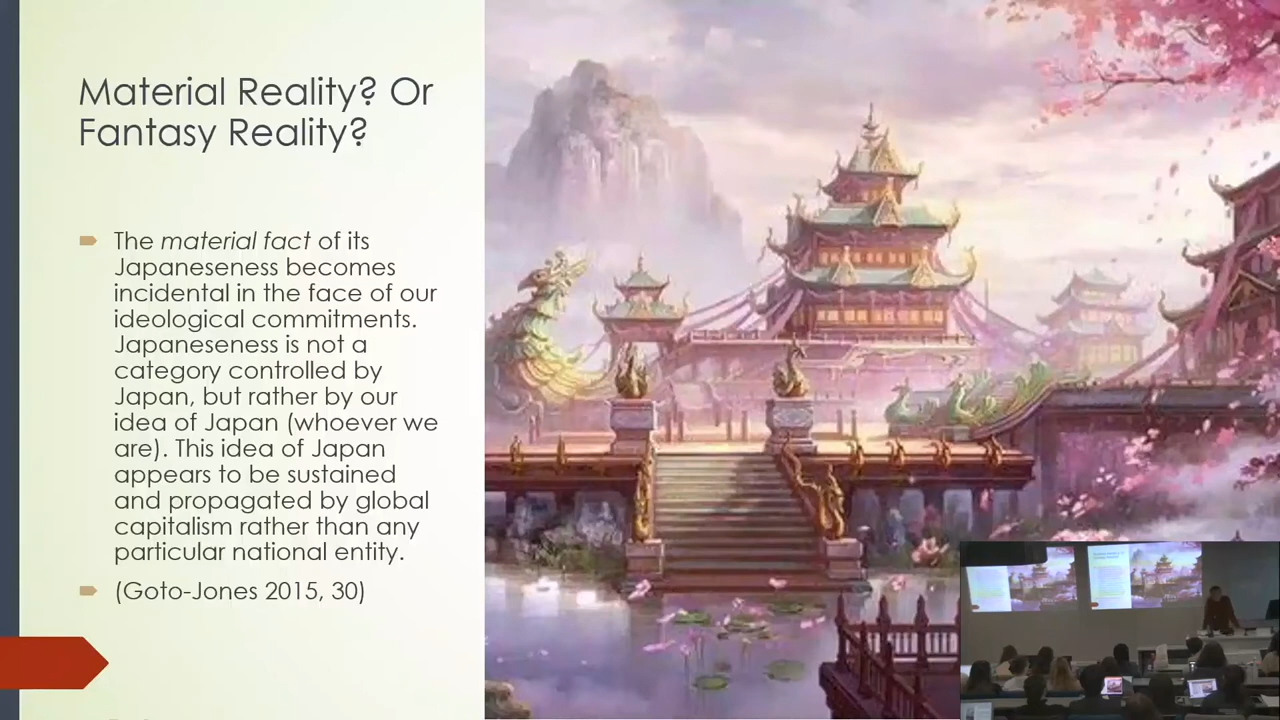 Material Reality? Or
Fantasy Reality?
The material fact of its
Japaneseness becomes
incidental in the face of our
ideological commitments.
Japaneseness is not a
category controlled by
Japan, but rather by our
idea of Japan (whoever we
are). This idea of Japan
appears to be sustained
and propagated by global
capitalism rather than any
particular national entity.
(Goto-Jones 2015, 30)